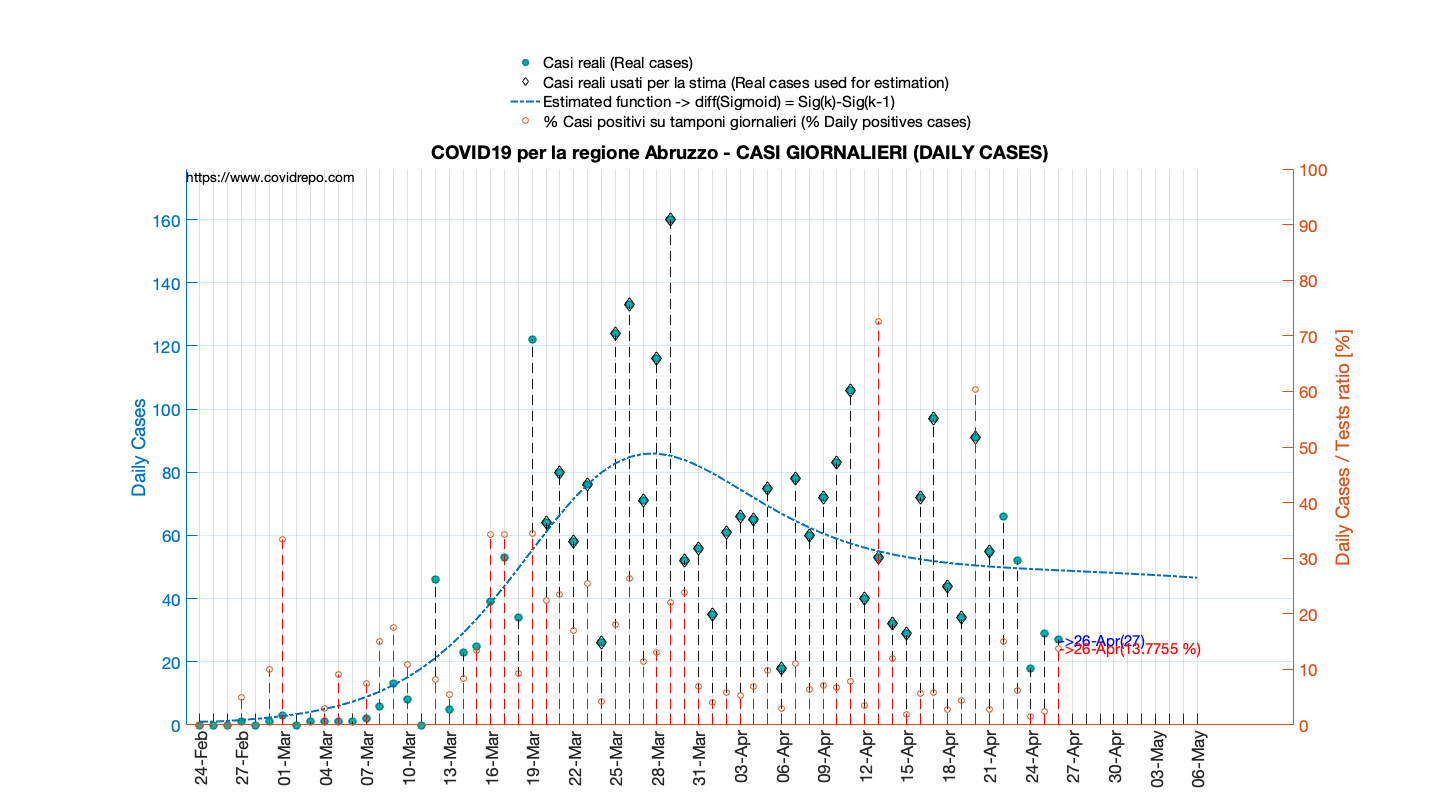 Casi reali (Real cases)
Casi reali usati per la stima (Real cases used for estimation)
Estimated function -> diff(Sigmoid) = Sig(k)-Sig(k-1)
% Casi positivi su tamponi giornalieri (% Daily positives cases)
COVID19 per la regione Abruzzo - CASI GIORNALIERI (DAILY CASES)
https://www.covidrepo.com
Daily Cases
160
140
120
100
80
60
40
20
0
100
90
80
70
60
50
40
30
20
10
0
Daily Cases / Tests ratio [%]
->26-Apr(27)
->26-Apr(13.7755 %)
24-Feb
27-Feb
01-Mar
04-Mar
07-Mar
10-Mar
13-Mar
16-Mar
19-Mar
22-Mar
25-Mar
28-Mar
31-Mar
03-Apr
06-Apr
09-Apr
12-Apr
15-Apr
18-Apr
21-Apr
24-Apr
27-Apr
30-Apr
03-May
06-May